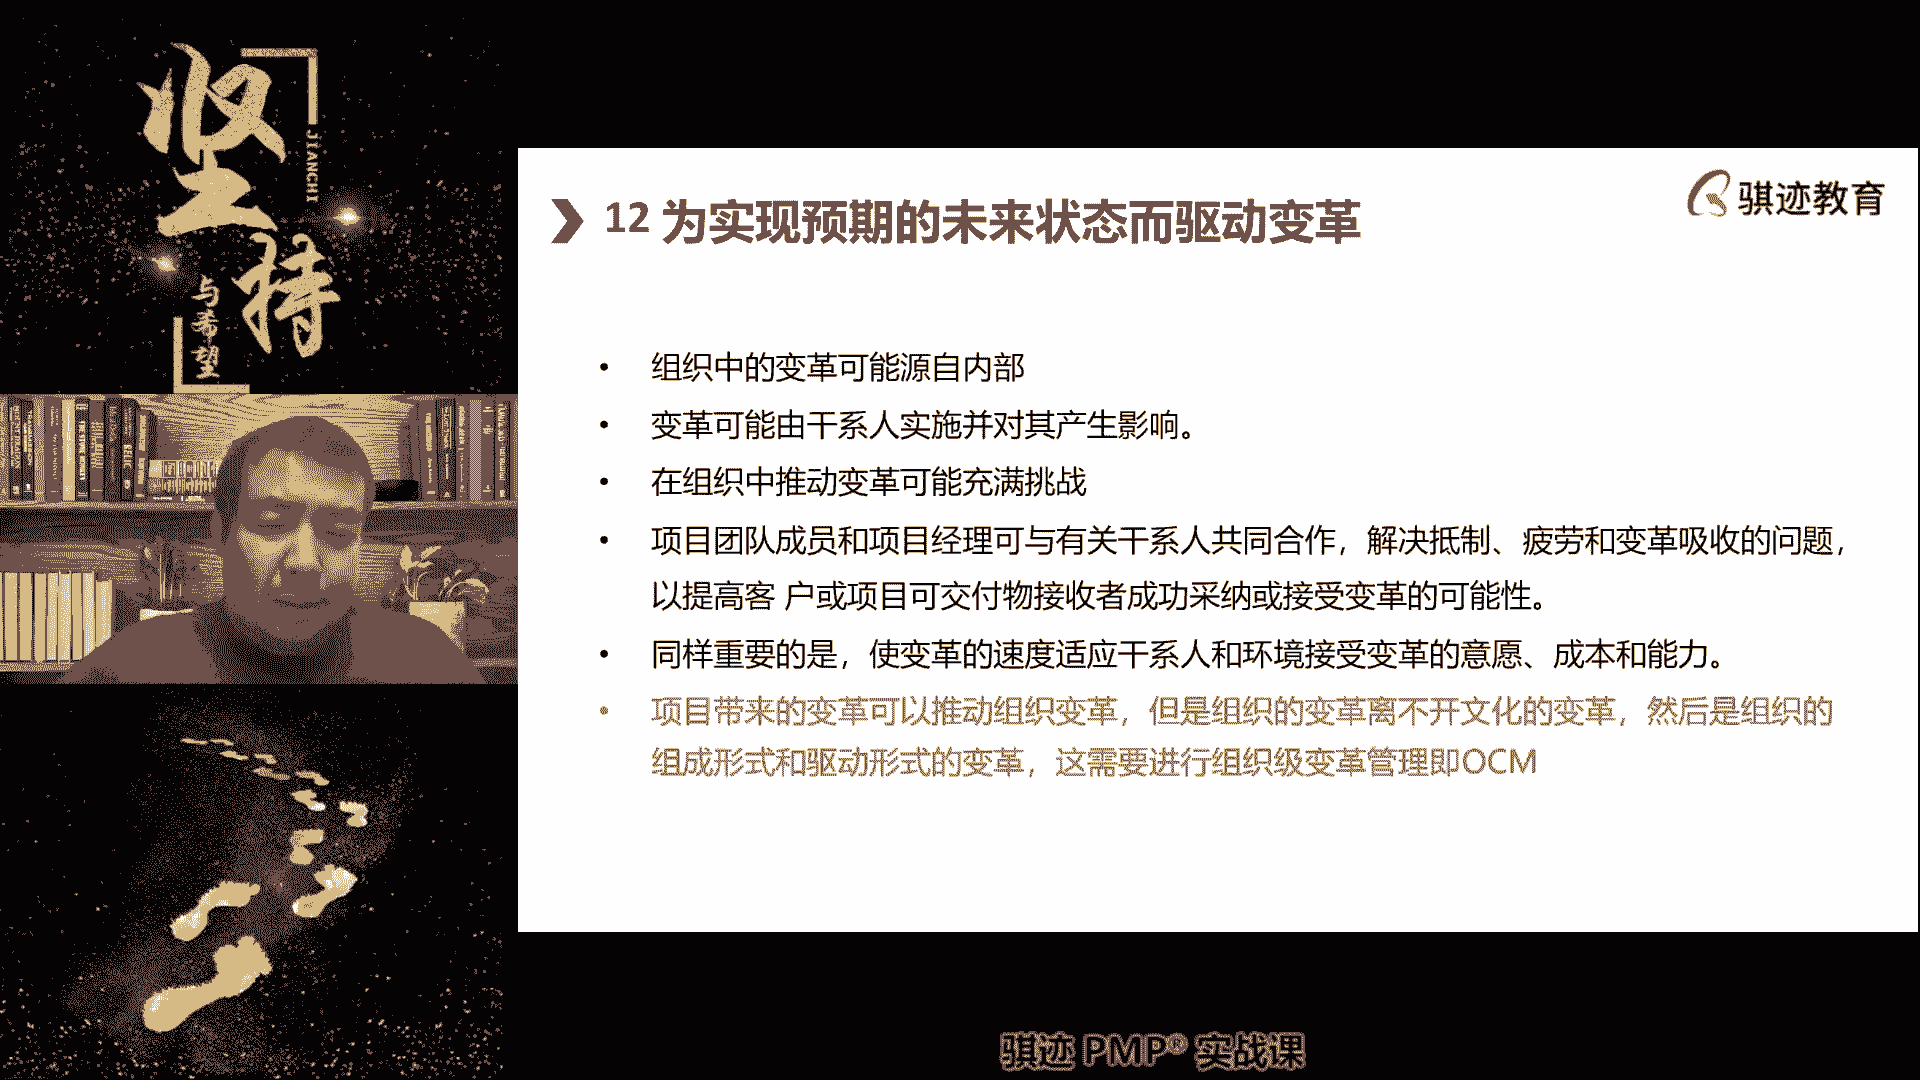 坚持
JIANCHI
与希望
骐迹教育
12 为实现预期的未来状态而驱动变革
• 组织中的变革可能源自内部
• 变革可能由干系人实施并对其产生影响。
• 在组织中推动变革可能充满挑战
• 项目团队成员和项目经理可与有关干系人共同合作，解决抵制、疲劳和变革吸收的问题，
以提高客 户或项目可交付物接收者成功采纳或接受变革的可能性。
• 同样重要的是，使变革的速度适应干系人和环境接受变革的意愿、成本和能力。
• 项目带来的变革可以推动组织变革，但是组织的变革离不开文化的变革，然后是组织的
组成形式和驱动形式的变革，这需要进行组织级变革管理即OCM
骐迹 PMP® 实战课